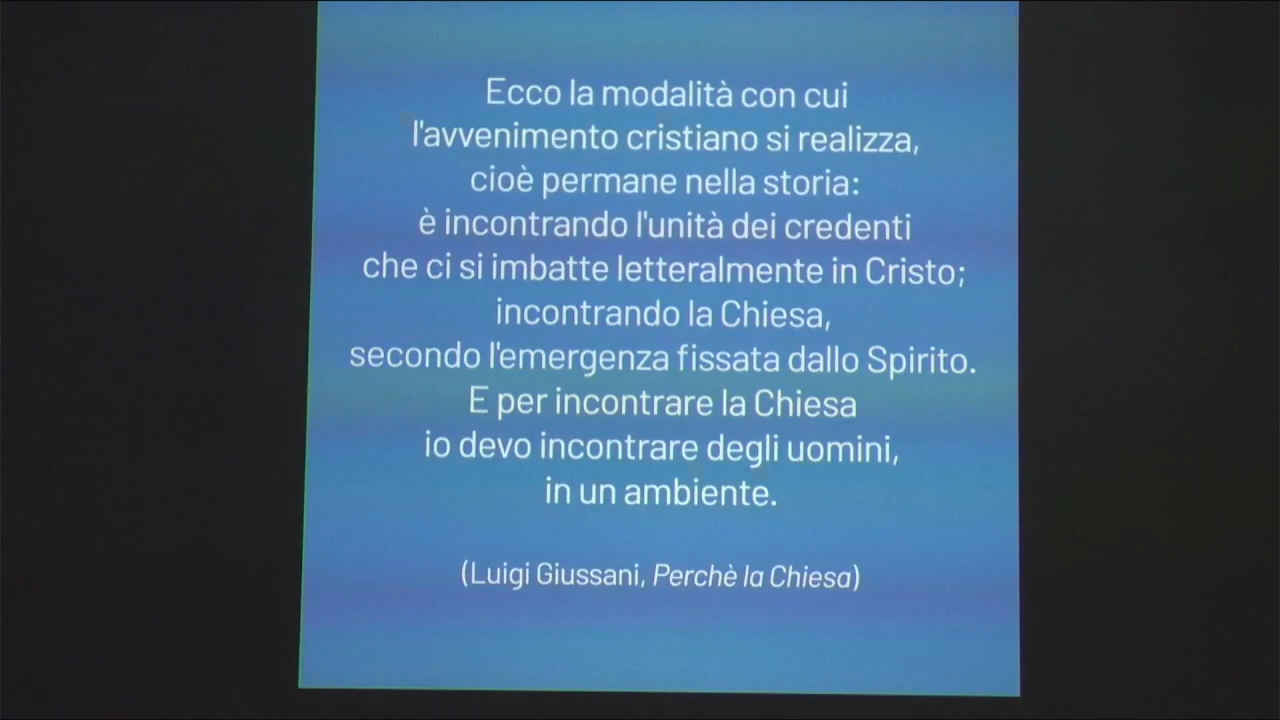 Ecco la modalità con cui
l'avvenimento cristiano si realizza,
cioè permane nella storia:
è incontrando l'unità dei credenti
che ci si imbatte letteralmente in Cristo;
incontrando la Chiesa,
secondo l'emergenza fissata dallo Spirito.
E per incontrare la Chiesa
io devo incontrare degli uomini,
in un ambiente.
(Luigi Giussani, Perchè la Chiesa)